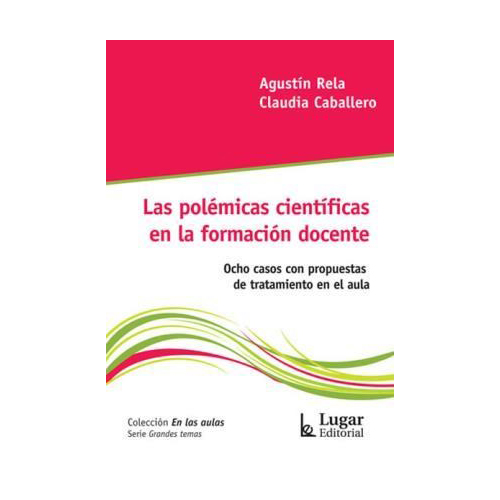 Agustín Rela
Claudia Caballero
Las polémicas científicas
en la formación docente
Ocho casos con propuestas
de tratamiento en el aula
Colección En las aulas
Serie Grandes temas
Le
Lugar
Editorial